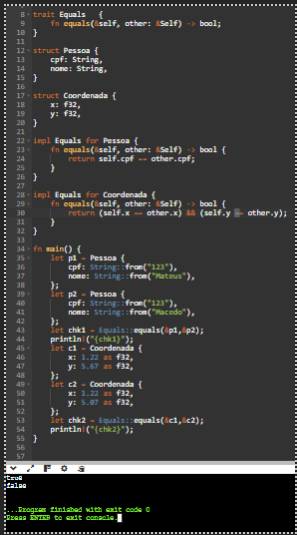 8 trait Equals {
9 fn equals(&self, other: &Self) -> bool;
10 }
11
12 struct Pessoa {
13 cpf: String,
14 nome: String,
15 }
16
17 struct Coordenada {
18 x: f32,
19 y: f32,
20 }
21
22 impl Equals for Pessoa {
23 fn equals(&self, other: &Self) -> bool {
24 return self.cpf == other.cpf;
25 }
26 }
27
28 impl Equals for Coordenada {
29 fn equals(&self, other: &Self) -> bool {
30 return (self.x == other.x) && (self.y == other.y);
31 }
32 }
33
34 fn main() {
35 let p1 = Pessoa {
36 cpf: String::from("123"),
37 nome: String::from("Mateus"),
38 };
39 let p2 = Pessoa {
40 cpf: String::from("123"),
41 nome: String::from("Macedo"),
42 };
43 let chk1 = Equals::equals(&p1,&p2);
44 println!("{chk1}");
45 let c1 = Coordenada {
46 x: 1.22 as f32,
47 y: 5.67 as f32,
48 };
49 let c2 = Coordenada {
50 x: 1.22 as f32,
51 y: 5.07 as f32,
52 };
53 let chk2 = Equals::equals(&c1,&c2);
54 println!("{chk2}");
55 }
56
57
true
false
...Program finished with exit code 0
Press ENTER to exit console.